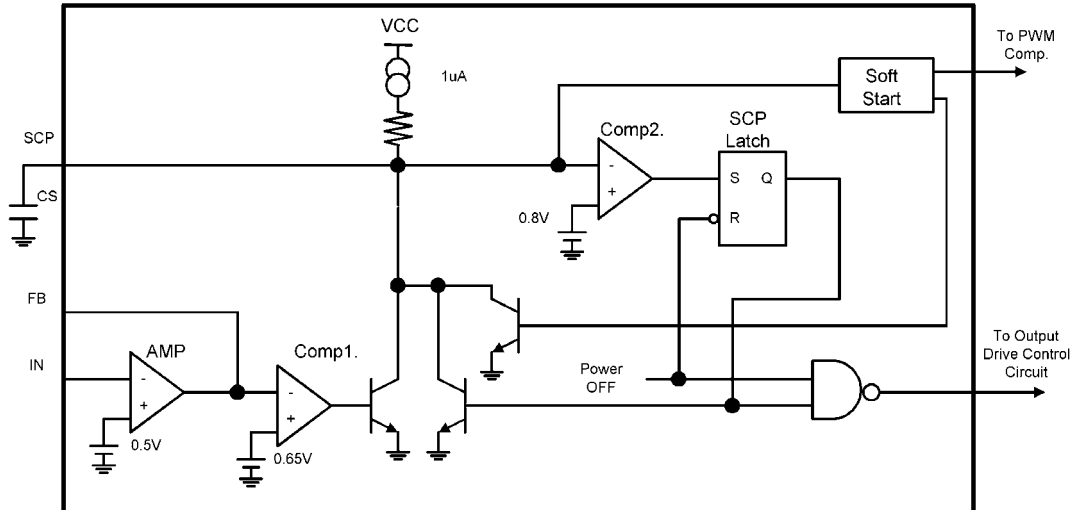 VCC
1uA
To PWM
Comp.
Soft
Start
SCP
Comp2.
SCP
Latch
CS
-
+
S Q
R
0.8V
FB
IN
AMP
Comp1.
-
+
-
+
0.5V
0.65V
Power
OFF
To Output
Drive Control
Circuit